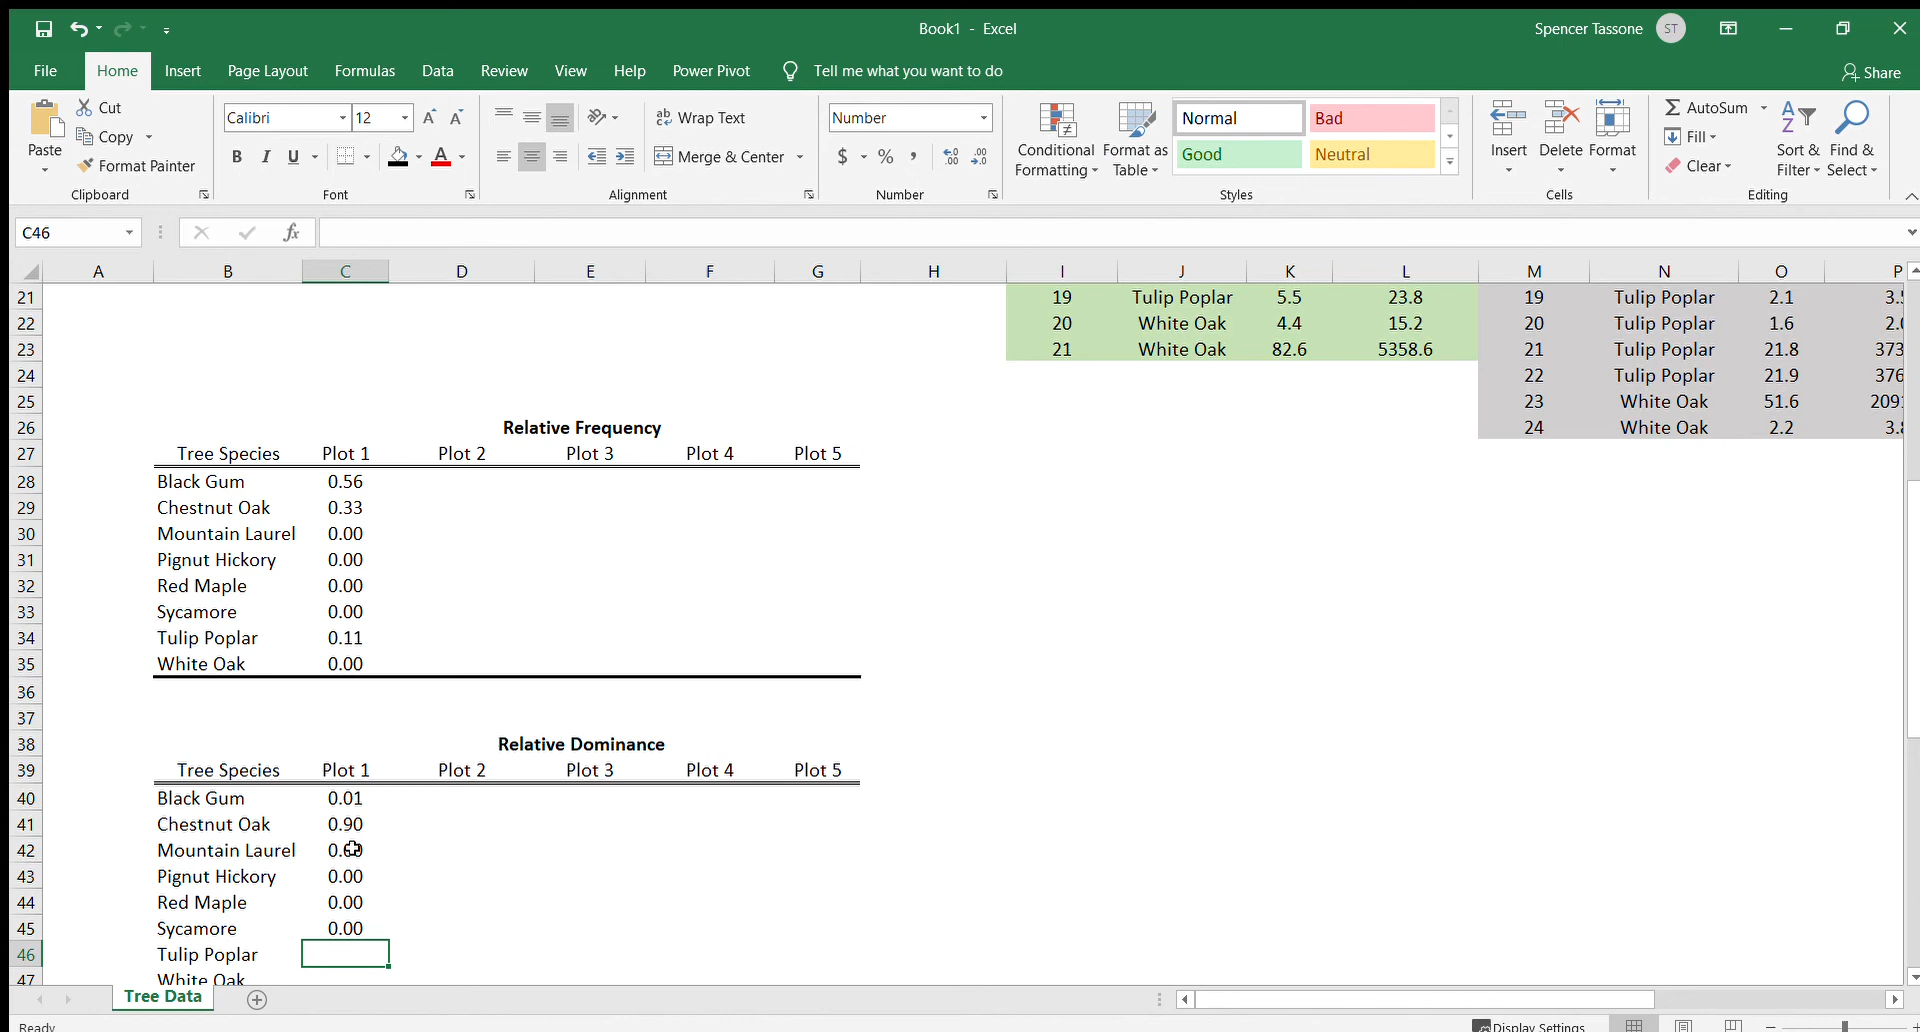 Book1 - Excel
Spencer Tassone
ST
File Home Insert Page Layout Formulas Data Review View Help Power Pivot Tell me what you want to do
Share
Paste
Cut
Copy
Format Painter
Clipboard
Calibri 12
B I U
A
Font
Wrap Text
Merge & Center
Alignment
Number
$ % ,
Number
Conditional Formatting
Format as Table
Normal Bad
Good Neutral
Styles
Insert Delete Format
Cells
AutoSum
Fill
Clear
Sort & Filter
Find & Select
Editing
C46
fx
A B C D E F G H I J K L M N O P
21 19 Tulip Poplar 5.5 23.8 19 Tulip Poplar 2.1
22 20 White Oak 4.4 15.2 20 Tulip Poplar 1.6
23 21 White Oak 82.6 5358.6 21 Tulip Poplar 21.8 373
24 22 Tulip Poplar 21.9 376
25 23 White Oak 51.6 209
26 Relative Frequency 24 White Oak 2.2
27 Tree Species Plot 1 Plot 2 Plot 3 Plot 4 Plot 5
28 Black Gum 0.56
29 Chestnut Oak 0.33
30 Mountain Laurel 0.00
31 Pignut Hickory 0.00
32 Red Maple 0.00
33 Sycamore 0.00
34 Tulip Poplar 0.11
35 White Oak 0.00
36
37
38 Relative Dominance
39 Tree Species Plot 1 Plot 2 Plot 3 Plot 4 Plot 5
40 Black Gum 0.01
41 Chestnut Oak 0.90
42 Mountain Laurel
43 Pignut Hickory 0.00
44 Red Maple 0.00
45 Sycamore 0.00
46 Tulip Poplar
47 White Oak
Tree Data
Ready
Display Settings